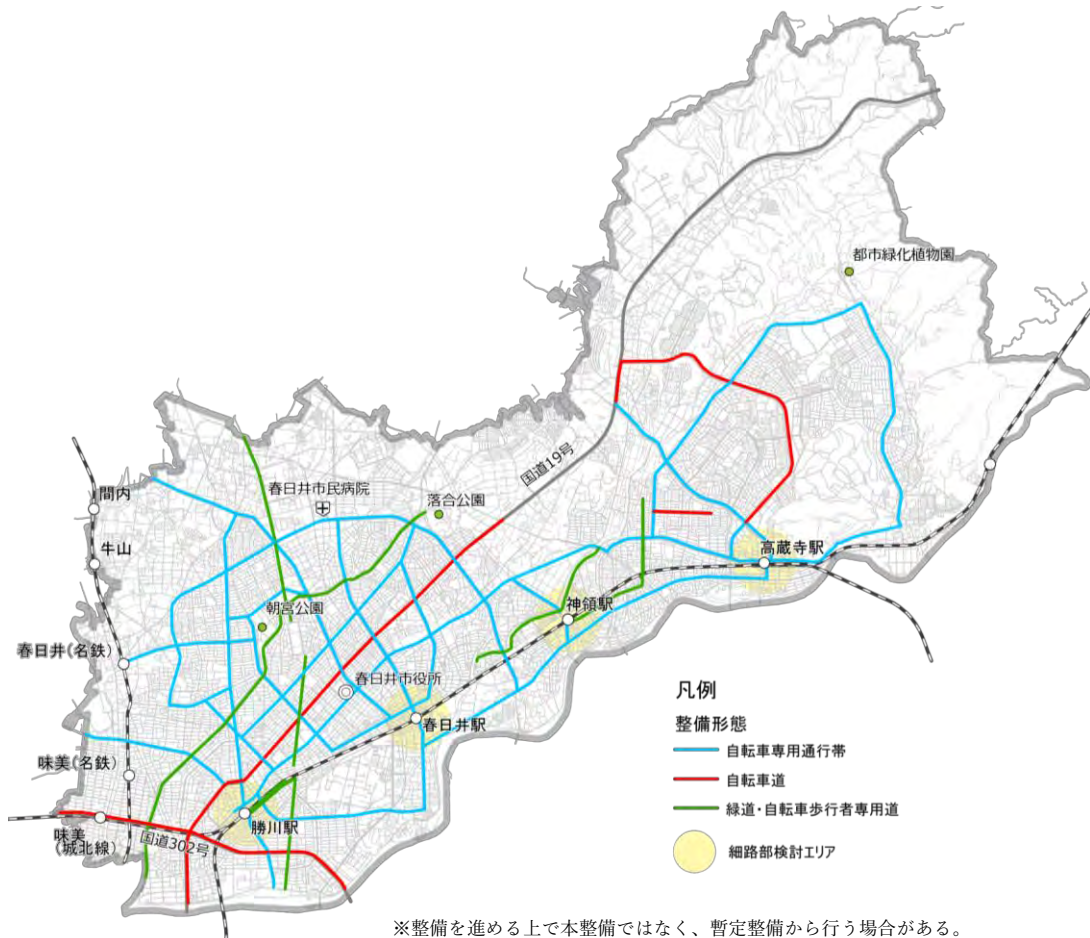 都市緑化植物園
国道19号
間内
春日井市民病院
落合公園
牛山
高蔵寺駅
朝宮公園
神領駅
春日井(名鉄)
春日井市役所
春日井駅
味美(名鉄)
勝川駅
味美
(城北線)
国道302号
凡例
整備形態
自転車専用通行帯
自転車道
緑道・自転車歩行者専用道
細路部検討エリア
※整備を進める上で本整備ではなく、暫定整備から行う場合がある。